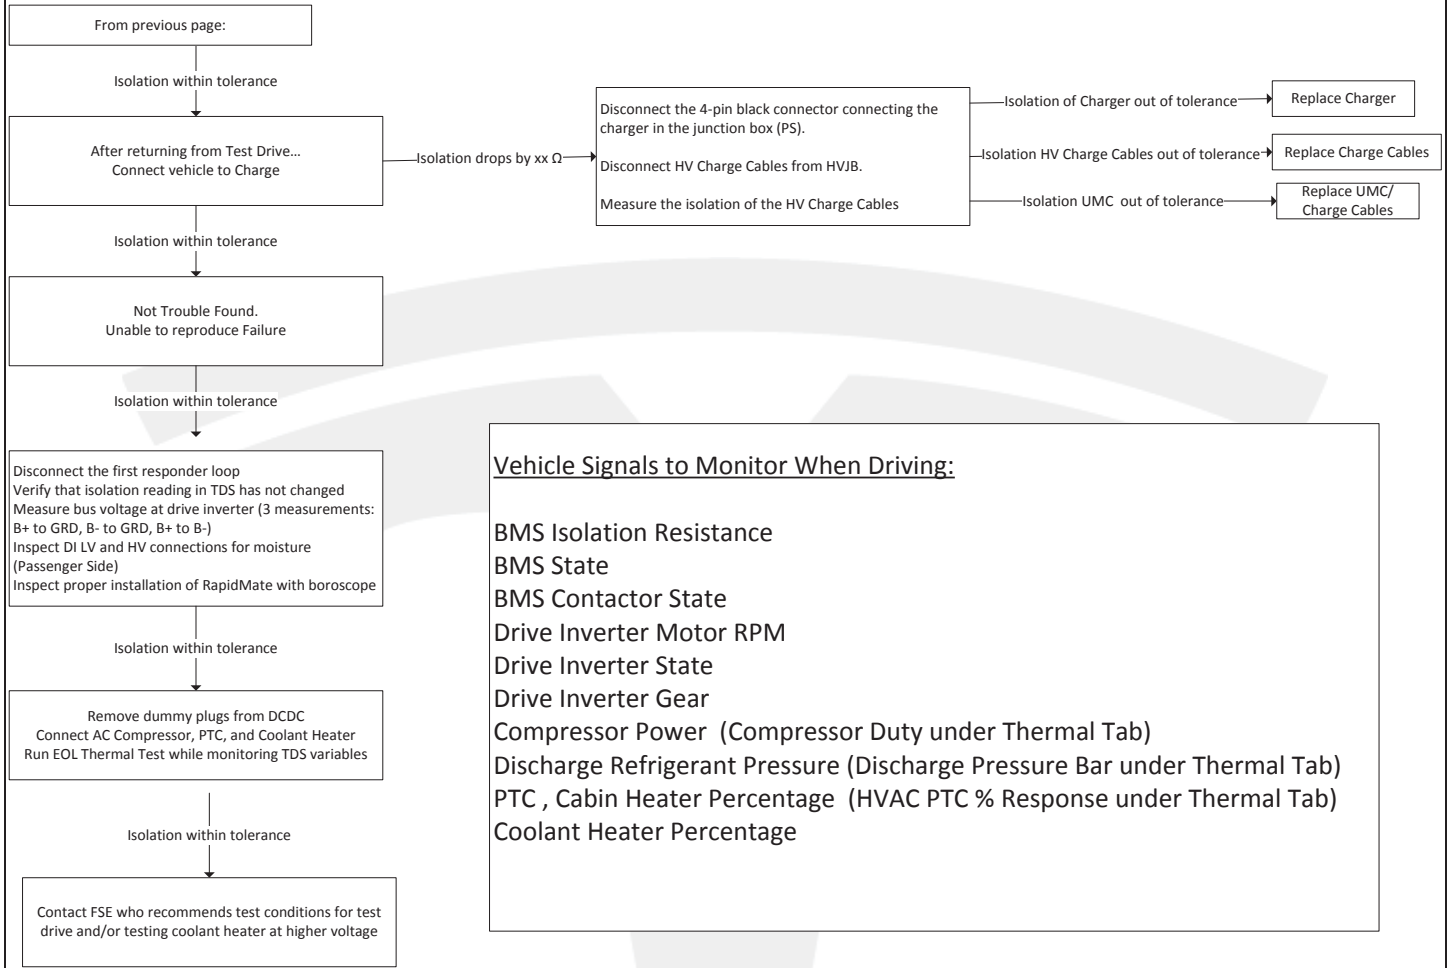 From previous page:
Isolation within tolerance
After returning from Test Drive...
Connect vehicle to Charge
Isolation drops by xx Ω
Disconnect the 4-pin black connector connecting the
charger in the junction box (PS).
Disconnect HV Charge Cables from HVJB.
Measure the isolation of the HV Charge Cables
Isolation of Charger out of tolerance
Replace Charger
Isolation HV Charge Cables out of tolerance
Replace Charge Cables
Isolation UMC out of tolerance
Replace UMC/
Charge Cables
Isolation within tolerance
Not Trouble Found.
Unable to reproduce Failure
Isolation within tolerance
Disconnect the first responder loop
Verify that isolation reading in TDS has not changed
Measure bus voltage at drive inverter (3 measurements:
B+ to GRD, B- to GRD, B+ to B-)
Inspect DI LV and HV connections for moisture
(Passenger Side)
Inspect proper installation of RapidMate with boroscope
Isolation within tolerance
Remove dummy plugs from DCDC
Connect AC Compressor, PTC, and Coolant Heater
Run EOL Thermal Test while monitoring TDS variables
Isolation within tolerance
Contact FSE who recommends test conditions for test
drive and/or testing coolant heater at higher voltage
Vehicle Signals to Monitor When Driving:
BMS Isolation Resistance
BMS State
BMS Contactor State
Drive Inverter Motor RPM
Drive Inverter State
Drive Inverter Gear
Compressor Power (Compressor Duty under Thermal Tab)
Discharge Refrigerant Pressure (Discharge Pressure Bar under Thermal Tab)
PTC , Cabin Heater Percentage (HVAC PTC % Response under Thermal Tab)
Coolant Heater Percentage